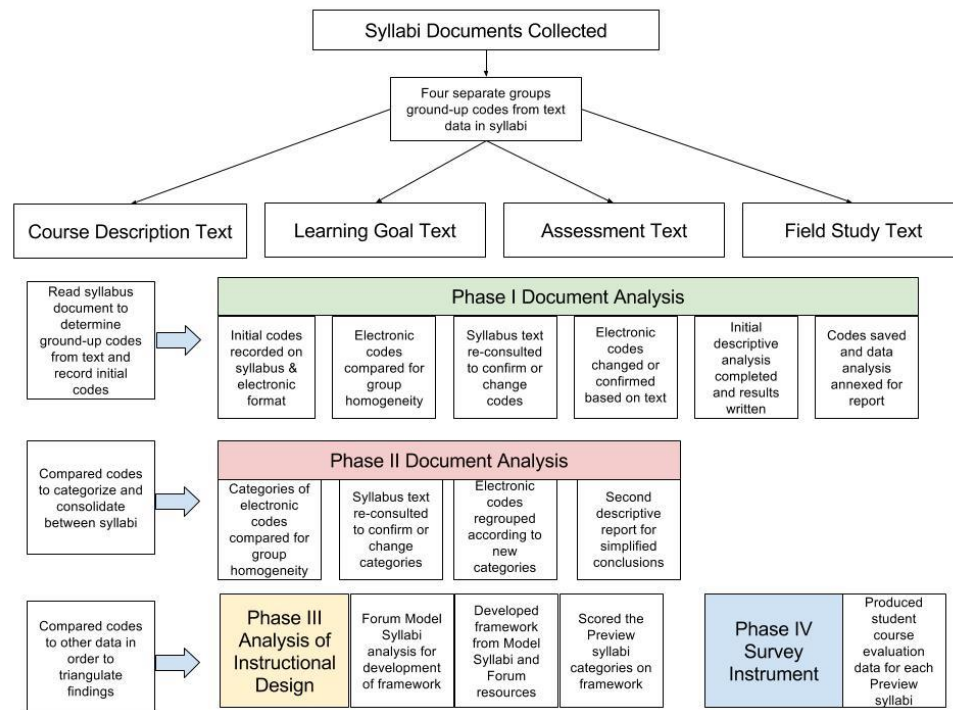 Syllabi Documents Collected
Four separate groups
ground-up codes from text
data in syllabi
Course Description Text
Learning Goal Text
Assessment Text
Field Study Text
Read syllabus
document to
determine
ground-up codes
from text and
record initial
codes
Phase I Document Analysis
Initial codes
recorded on
syllabus &
electronic
format
Electronic
codes
compared for
group
homogeneity
Syllabus text
re-consulted
to confirm or
change
codes
Electronic
codes
changed or
confirmed
based on text
Initial
descriptive
analysis
completed
and results
written
Codes saved
and data
analysis
annexed for
report
Compared codes
to categorize and
consolidate
between syllabi
Phase II Document Analysis
Categories of
electronic
codes
compared for
group
homogeneity
Syllabus text
re-consulted
to confirm or
change
categories
Electronic
codes
regrouped
according to
new
categories
Second
descriptive
report for
simplified
conclusions
Compared codes
to other data in
order to
triangulate
findings
Phase III
Analysis of
Instructional
Design
Forum Model
Syllabi
analysis for
development
of framework
Developed
framework
from Model
Syllabi and
Forum
resources
Scored the
Preview
syllabi
categories on
framework
Phase IV
Survey
Instrument
Produced
student
course
evaluation
data for each
Preview
syllabi